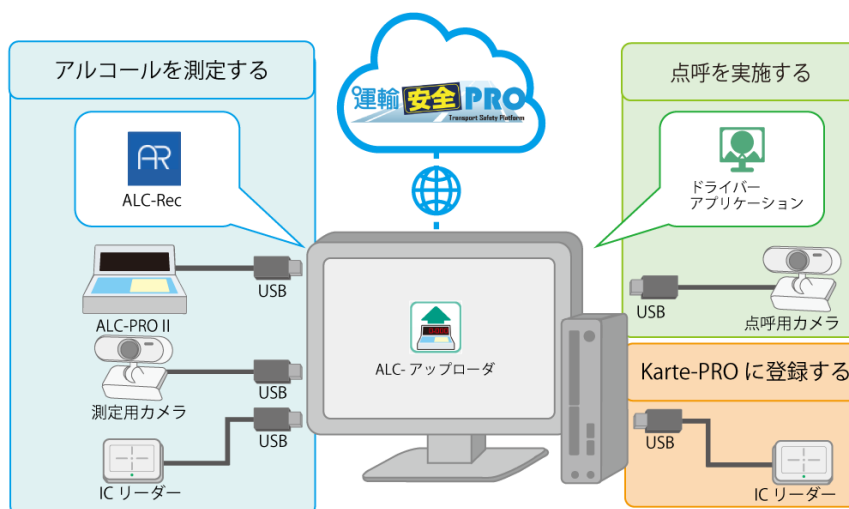 アルコールを測定する
ALC-Rec
ALC-PRO II
USB
測定用カメラ
USB
IC リーダー
USB
運輸安全PRO
Transport Safety Platform
ALC- アップローダ
点呼を実施する
ドライバー
アプリケーション
USB
点呼用カメラ
Karte-PRO に登録する
USB
IC リーダー